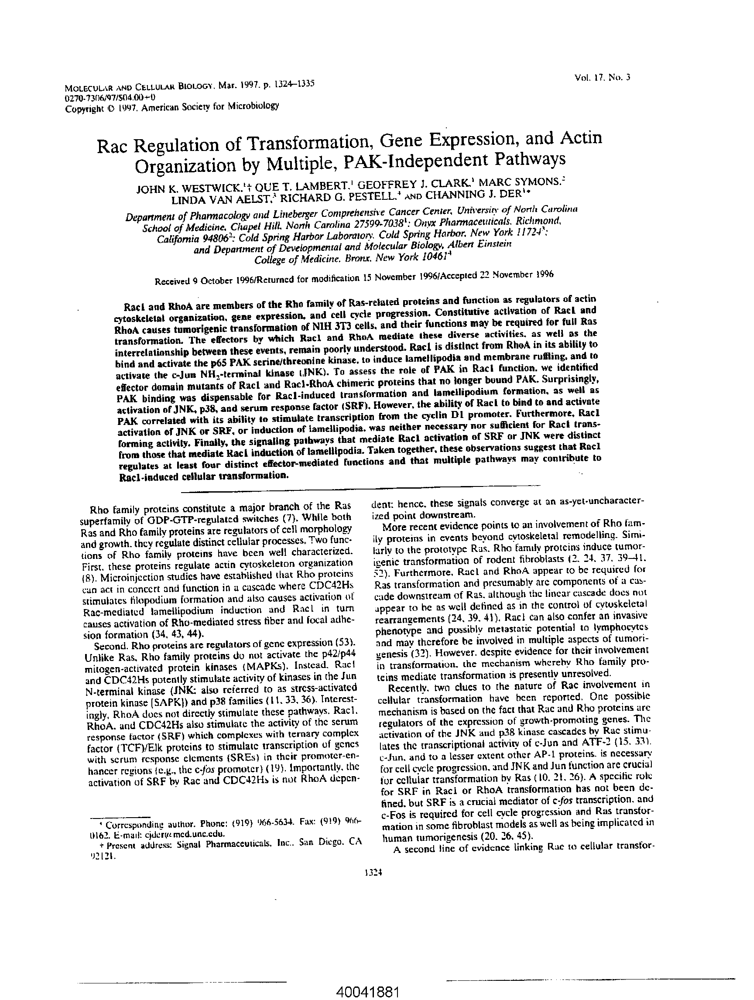 MOLECULAR AND CELLULAR BIOLOGY, Mar. 1997, p. 1324–1335
Vol. 17, No. 3
0270-7306/97/$04.00+0
Copyright © 1997, American Society for Microbiology
Rac Regulation of Transformation, Gene Expression, and Actin
Organization by Multiple, PAK-Independent Pathways
JOHN K. WESTWICK,¹† QUE T. LAMBERT,¹ GEOFFREY J. CLARK,¹ MARC SYMONS,²
LINDA VAN AELST,³ RICHARD G. PESTELL,⁴ AND CHANNING J. DER¹*
Department of Pharmacology and Lineberger Comprehensive Cancer Center, University of North Carolina
School of Medicine, Chapel Hill, North Carolina 27599-7038¹; Onyx Pharmaceuticals, Richmond,
California 94806²; Cold Spring Harbor Laboratory, Cold Spring Harbor, New York 11724³;
and Department of Developmental and Molecular Biology, Albert Einstein
College of Medicine, Bronx, New York 10461⁴
Received 9 October 1996/Returned for modification 15 November 1996/Accepted 22 November 1996
Rac1 and RhoA are members of the Rho family of Ras-related proteins and function as regulators of actin
cytoskeletal organization, gene expression, and cell cycle progression. Constitutive activation of Rac1 and
RhoA causes tumorigenic transformation of NIH 3T3 cells, and their functions may be required for full Ras
transformation. The effectors by which Rac1 and RhoA mediate these diverse activities, as well as the
interrelationship between these events, remain poorly understood. Rac1 is distinct from RhoA in its ability to
bind and activate the p65 PAK serine/threonine kinase, to induce lamellipodia and membrane ruffling, and to
activate the c-Jun NH₂-terminal kinase (JNK). To assess the role of PAK in Rac1 function, we identified
effector domain mutants of Rac1 and Rac1-RhoA chimeric proteins that no longer bound PAK. Surprisingly,
PAK binding was dispensable for Rac1-induced transformation and lamellipodium formation, as well as
activation of JNK, p38, and serum response factor (SRF). However, the ability of Rac1 to bind to and activate
PAK correlated with its ability to stimulate transcription from the cyclin D1 promoter. Furthermore, Rac1
activation of JNK or SRF, or induction of lamellipodia, was neither necessary nor sufficient for Rac1 trans-
forming activity. Finally, the signaling pathways that mediate Rac1 activation of SRF or JNK were distinct
from those that mediate Rac1 induction of lamellipodia. Taken together, these observations suggest that Rac1
regulates at least four distinct effector-mediated functions and that multiple pathways may contribute to
Rac1-induced cellular transformation.
Rho family proteins constitute a major branch of the Ras
superfamily of GDP-GTP-regulated switches (7). While both
Ras and Rho family proteins are regulators of cell morphology
and growth, they regulate distinct cellular processes. Two func-
tions of Rho family proteins have been well characterized.
First, these proteins regulate actin cytoskeleton organization
(8). Microinjection studies have established that Rho proteins
can act in concert and function in a cascade where CDC42Hs
stimulates filopodium formation and also causes activation of
Rac-mediated lamellipodium induction and Rac1 in turn
causes activation of Rho-mediated stress fiber and focal adhe-
sion formation (34, 43, 44).
Second, Rho proteins are regulators of gene expression (53).
Unlike Ras, Rho family proteins do not activate the p42/p44
mitogen-activated protein kinases (MAPKs). Instead, Rac1
and CDC42Hs potently stimulate activity of kinases in the Jun
N-terminal kinase (JNK; also referred to as stress-activated
protein kinase [SAPK]) and p38 families (11, 33, 36). Interest-
ingly, RhoA does not directly stimulate these pathways. Rac1,
RhoA, and CDC42Hs also stimulate the activity of the serum
response factor (SRF) which complexes with ternary complex
factor (TCF)/Elk proteins to stimulate transcription of genes
with serum response elements (SREs) in their promoter-en-
hancer regions (e.g., the c-fos promoter) (19). Importantly, the
activation of SRF by Rac and CDC42Hs is not RhoA depen-
* Corresponding author. Phone: (919) 966-5634. Fax: (919) 966-
0162. E-mail: cjder@med.unc.edu.
† Present address: Signal Pharmaceuticals, Inc., San Diego, CA
92121.
dent; hence, these signals converge at an as-yet-uncharacter-
ized point downstream.
More recent evidence points to an involvement of Rho fam-
ily proteins in events beyond cytoskeletal remodelling. Simi-
larly to the prototype Ras, Rho family proteins induce tumor-
igenic transformation of rodent fibroblasts (2, 24, 37, 39–41,
52). Furthermore, Rac1 and RhoA appear to be required for
Ras transformation and presumably are components of a cas-
cade downstream of Ras, although the linear cascade does not
appear to be as well defined as in the control of cytoskeletal
rearrangements (24, 39, 41). Rac1 can also confer an invasive
phenotype and possibly metastatic potential to lymphocytes
and may therefore be involved in multiple aspects of tumori-
genesis (32). However, despite evidence for their involvement
in transformation, the mechanism whereby Rho family pro-
teins mediate transformation is presently unresolved.
Recently, two clues to the nature of Rac involvement in
cellular transformation have been reported. One possible
mechanism is based on the fact that Rac and Rho proteins are
regulators of the expression of growth-promoting genes. The
activation of the JNK and p38 kinase cascades by Rac stimu-
lates the transcriptional activity of c-Jun and ATF-2 (15, 33).
c-Jun, and to a lesser extent other AP-1 proteins, is necessary
for cell cycle progression, and JNK and Jun function are crucial
for cellular transformation by Ras (10, 21, 26). A specific role
for SRF in Rac1 or RhoA transformation has not been de-
fined, but SRF is a crucial mediator of c-fos transcription, and
c-Fos is required for cell cycle progression and Ras transfor-
mation in some fibroblast models as well as being implicated in
human tumorigenesis (20, 26, 45).
A second line of evidence linking Rac to cellular transfor-
1324
40041881